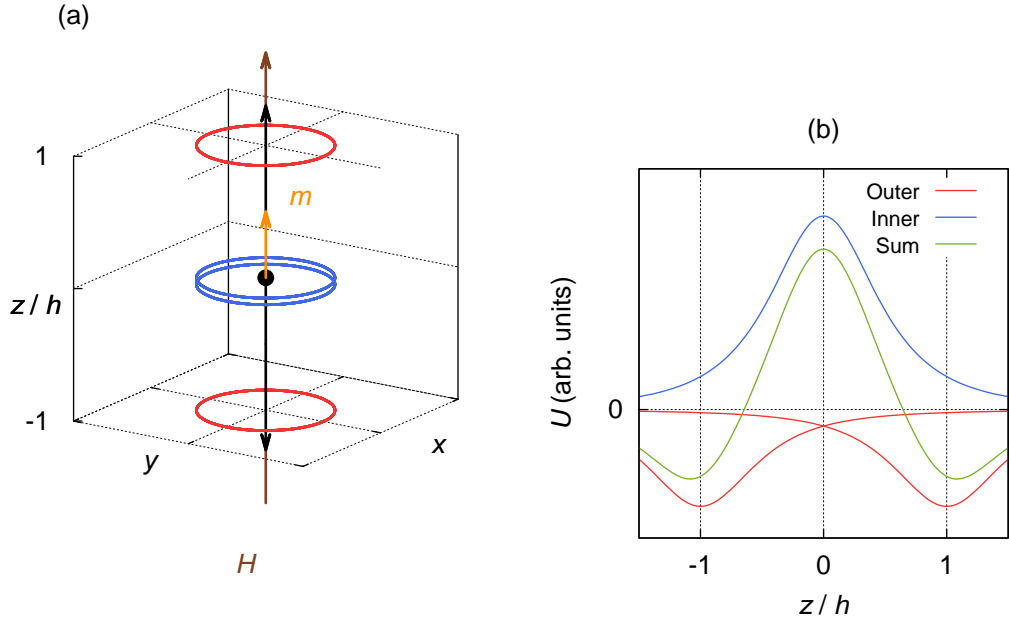 (a)
1
z / h
-1
m
y
x
H
(b)
Outer
Inner
Sum
U (arb. units)
0
-1 0 1
z / h